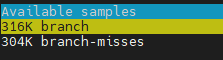 Available samples
316K branch
304K branch-misses